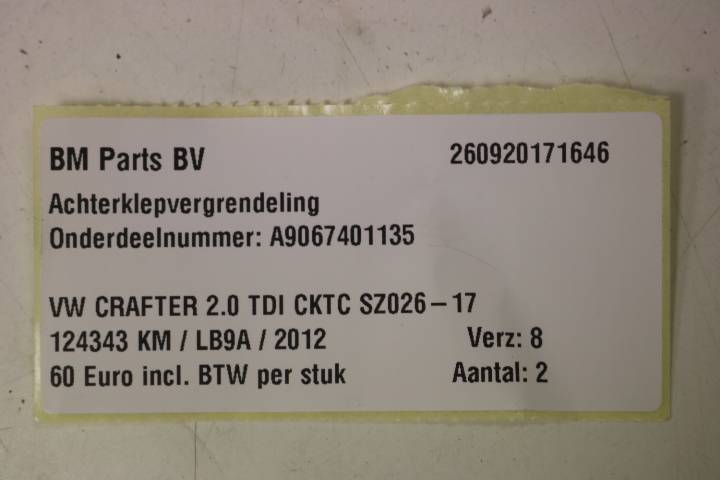 BM Parts BV 260920171646
Achterklepvergrendeling
Onderdeelnummer: A9067401135
VW CRAFTER 2.0 TDI CKTC SZ026-17
124343 KM / LB9A / 2012 Verz: 8
60 Euro incl. BTW per stuk Aantal: 2